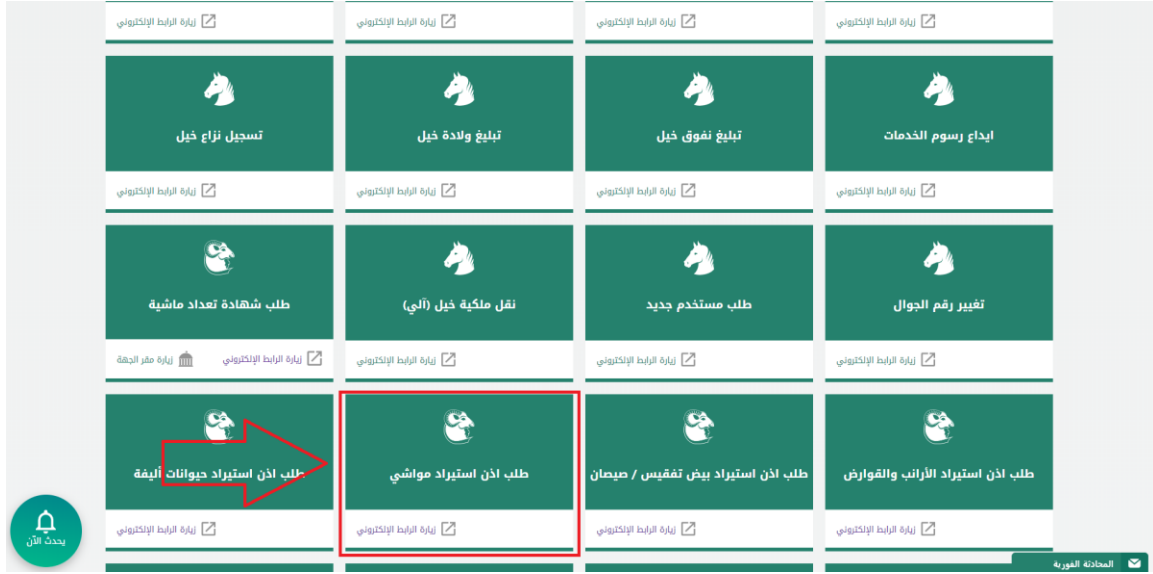 زيارة الرابط الإلكتروني
زيارة الرابط الإلكتروني
زيارة الرابط الإلكتروني
زيارة الرابط الإلكتروني
ايداع رسوم الخدمات
تبليغ نفوق خيل
تبليغ ولادة خيل
تسجيل نزاع خيل
زيارة الرابط الإلكتروني
زيارة الرابط الإلكتروني
زيارة الرابط الإلكتروني
زيارة الرابط الإلكتروني
تغيير رقم الجوال
طلب مستخدم جديد
نقل ملكية خيل (آلي)
طلب شهادة تعداد ماشية
زيارة الرابط الإلكتروني
زيارة الرابط الإلكتروني
زيارة الرابط الإلكتروني
زيارة الرابط الإلكتروني
زيارة مقر الجهة
طلب اذن استيراد الأرانب والقوارض
طلب اذن استيراد بيض تفقيس / صيصان
طلب اذن استيراد مواشي
طلب اذن استيراد حيوانات أليفة
زيارة الرابط الإلكتروني
زيارة الرابط الإلكتروني
زيارة الرابط الإلكتروني
زيارة الرابط الإلكتروني
يحدث الآن
المحادثة الفورية